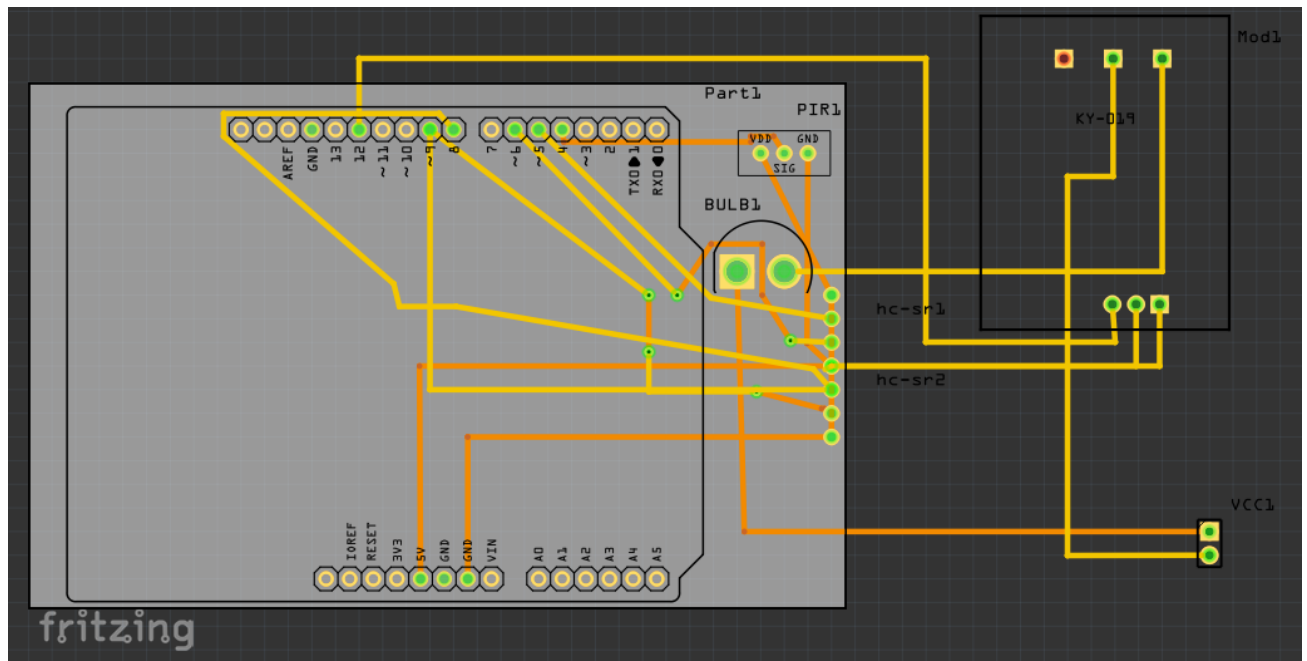 Mod1
Part1
PIR1
KY-019
AREF
GND
13
12
~11
~10
~9
8
7
~6
~5
4
~3
2
TX0▶1
RX0◀0
VDD
GND
SIG
BULB1
hc-sr1
hc-sr2
VCC1
IOREF
RESET
3V3
5V
GND
GND
VIN
A0
A1
A2
A3
A4
A5
fritzing